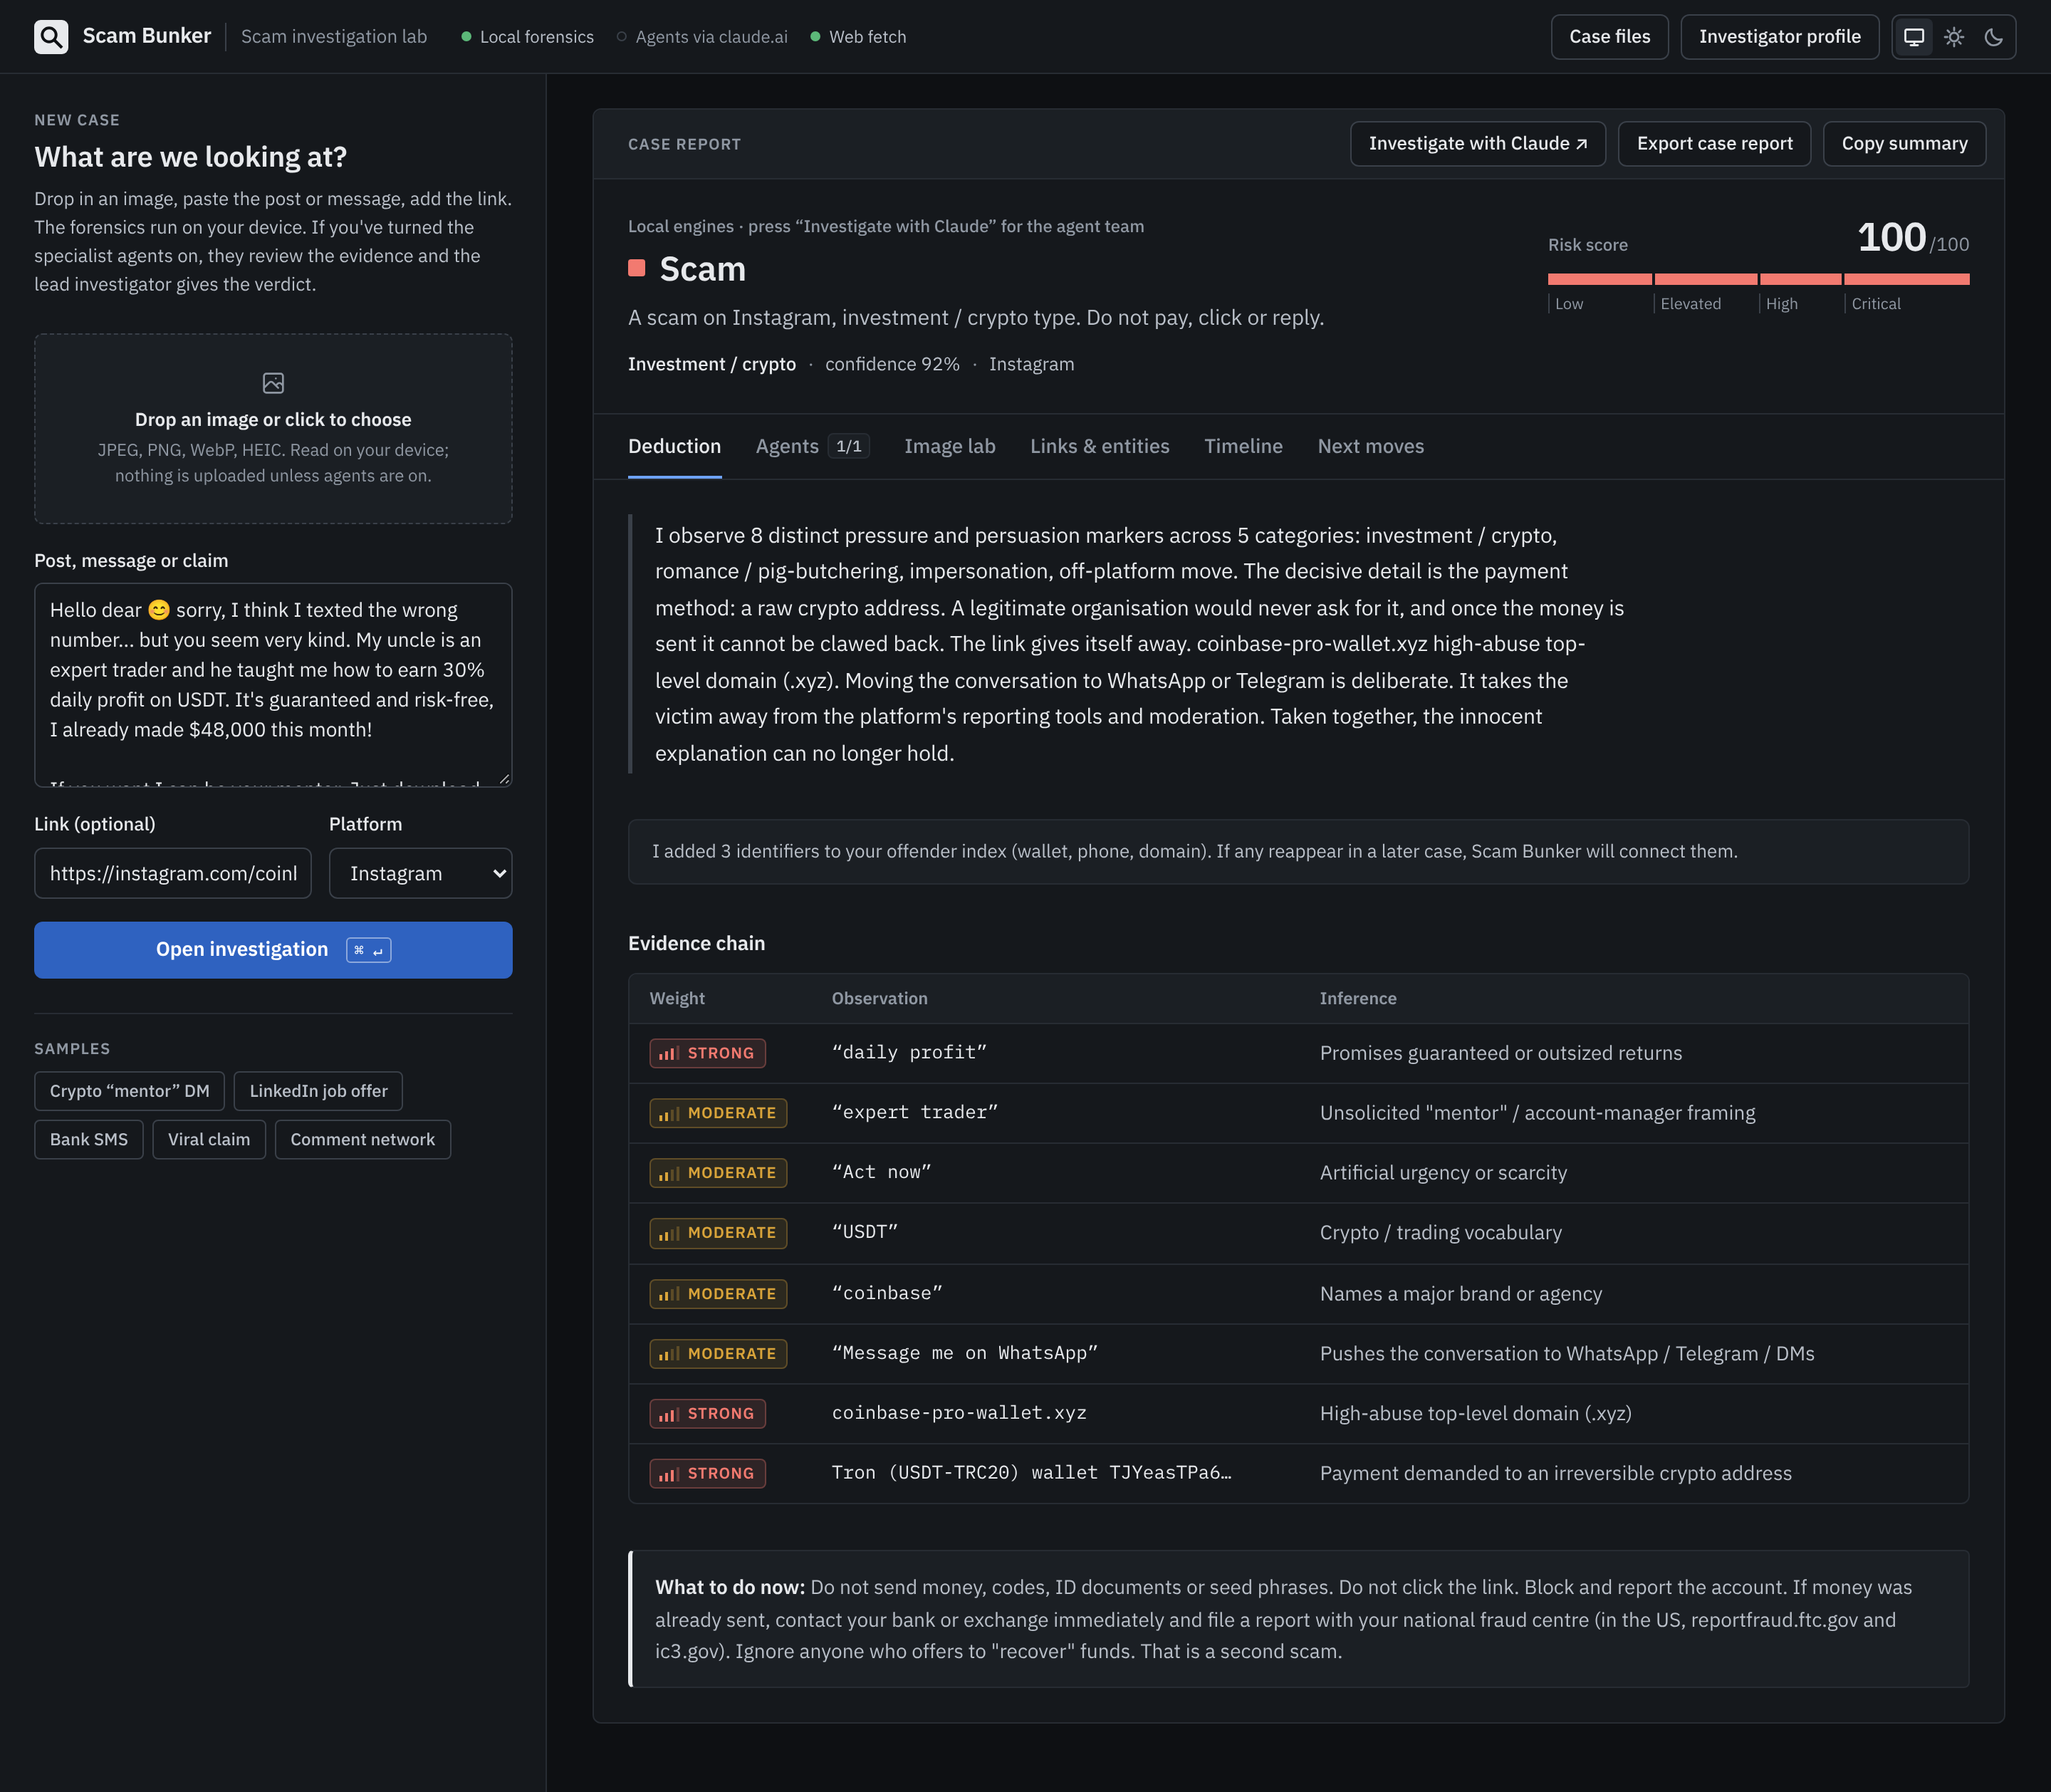 Scam Bunker
Scam investigation lab
Local forensics
Agents via claude.ai
Web fetch
Case files
Investigator profile
NEW CASE
What are we looking at?
Drop in an image, paste the post or message, add the link.
The forensics run on your device. If you've turned the
specialist agents on, they review the evidence and the
lead investigator gives the verdict.
Drop an image or click to choose
JPEG, PNG, WebP, HEIC. Read on your device;
nothing is uploaded unless agents are on.
Post, message or claim
Hello dear 😊 sorry, I think I texted the wrong
number... but you seem very kind. My uncle is an
expert trader and he taught me how to earn 30%
daily profit on USDT. It's guaranteed and risk-free,
I already made $48,000 this month!
Link (optional)
Platform
https://instagram.com/coinl
Instagram
Open investigation ⌘ ↵
SAMPLES
Crypto “mentor” DM
LinkedIn job offer
Bank SMS
Viral claim
Comment network
CASE REPORT
Investigate with Claude ↗
Export case report
Copy summary
Local engines · press “Investigate with Claude” for the agent team
Scam
A scam on Instagram, investment / crypto type. Do not pay, click or reply.
Investment / crypto · confidence 92% · Instagram
Risk score
100/100
Low
Elevated
High
Critical
Deduction
Agents 1/1
Image lab
Links & entities
Timeline
Next moves
I observe 8 distinct pressure and persuasion markers across 5 categories: investment / crypto,
romance / pig-butchering, impersonation, off-platform move. The decisive detail is the payment
method: a raw crypto address. A legitimate organisation would never ask for it, and once the money is
sent it cannot be clawed back. The link gives itself away. coinbase-pro-wallet.xyz high-abuse top-
level domain (.xyz). Moving the conversation to WhatsApp or Telegram is deliberate. It takes the
victim away from the platform's reporting tools and moderation. Taken together, the innocent
explanation can no longer hold.
I added 3 identifiers to your offender index (wallet, phone, domain). If any reappear in a later case, Scam Bunker will connect them.
Evidence chain
Weight Observation Inference
STRONG “daily profit” Promises guaranteed or outsized returns
MODERATE “expert trader” Unsolicited "mentor" / account-manager framing
MODERATE “Act now” Artificial urgency or scarcity
MODERATE “USDT” Crypto / trading vocabulary
MODERATE “coinbase” Names a major brand or agency
MODERATE “Message me on WhatsApp” Pushes the conversation to WhatsApp / Telegram / DMs
STRONG coinbase-pro-wallet.xyz High-abuse top-level domain (.xyz)
STRONG Tron (USDT-TRC20) wallet TJYeasTPa6… Payment demanded to an irreversible crypto address
What to do now: Do not send money, codes, ID documents or seed phrases. Do not click the link. Block and report the account. If money was
already sent, contact your bank or exchange immediately and file a report with your national fraud centre (in the US, reportfraud.ftc.gov and
ic3.gov). Ignore anyone who offers to "recover" funds. That is a second scam.